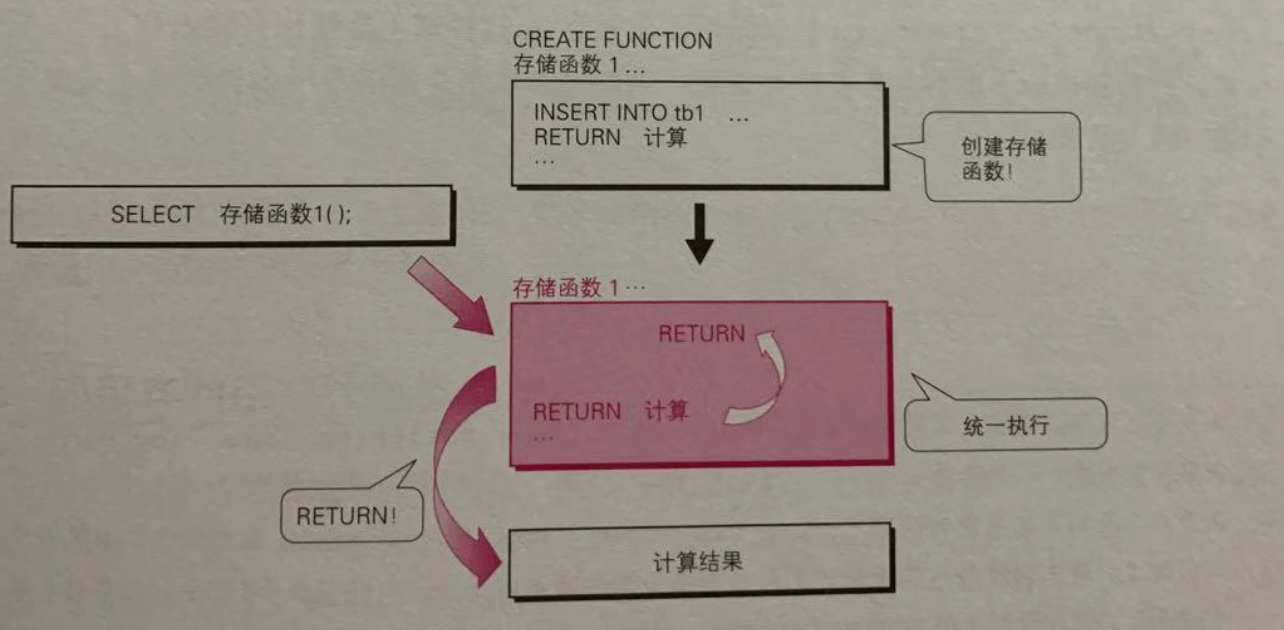 CREATE FUNCTION
存储函数 1 …
INSERT INTO tb1 …
RETURN 计算
…
创建存储
函数!
SELECT 存储函数1( );
存储函数 1 …
RETURN
RETURN 计算
…
统一执行
RETURN!
计算结果